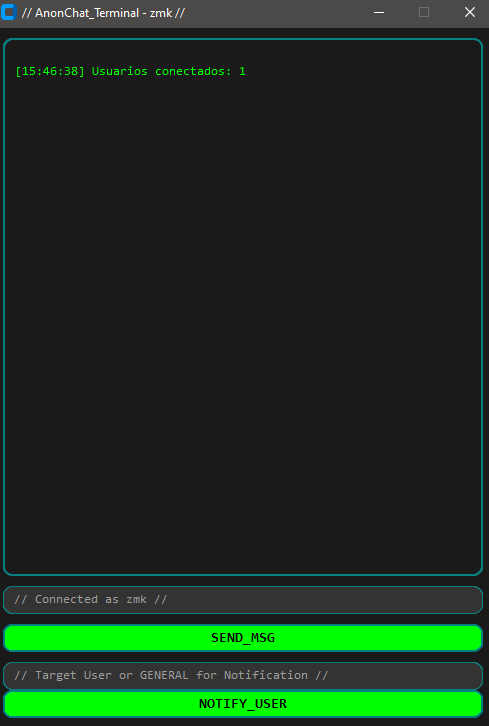 // AnonChat_Terminal - zmk //
[15:46:38] Usuarios conectados: 1
// Connected as zmk //
SEND_MSG
// Target User or GENERAL for Notification //
NOTIFY_USER